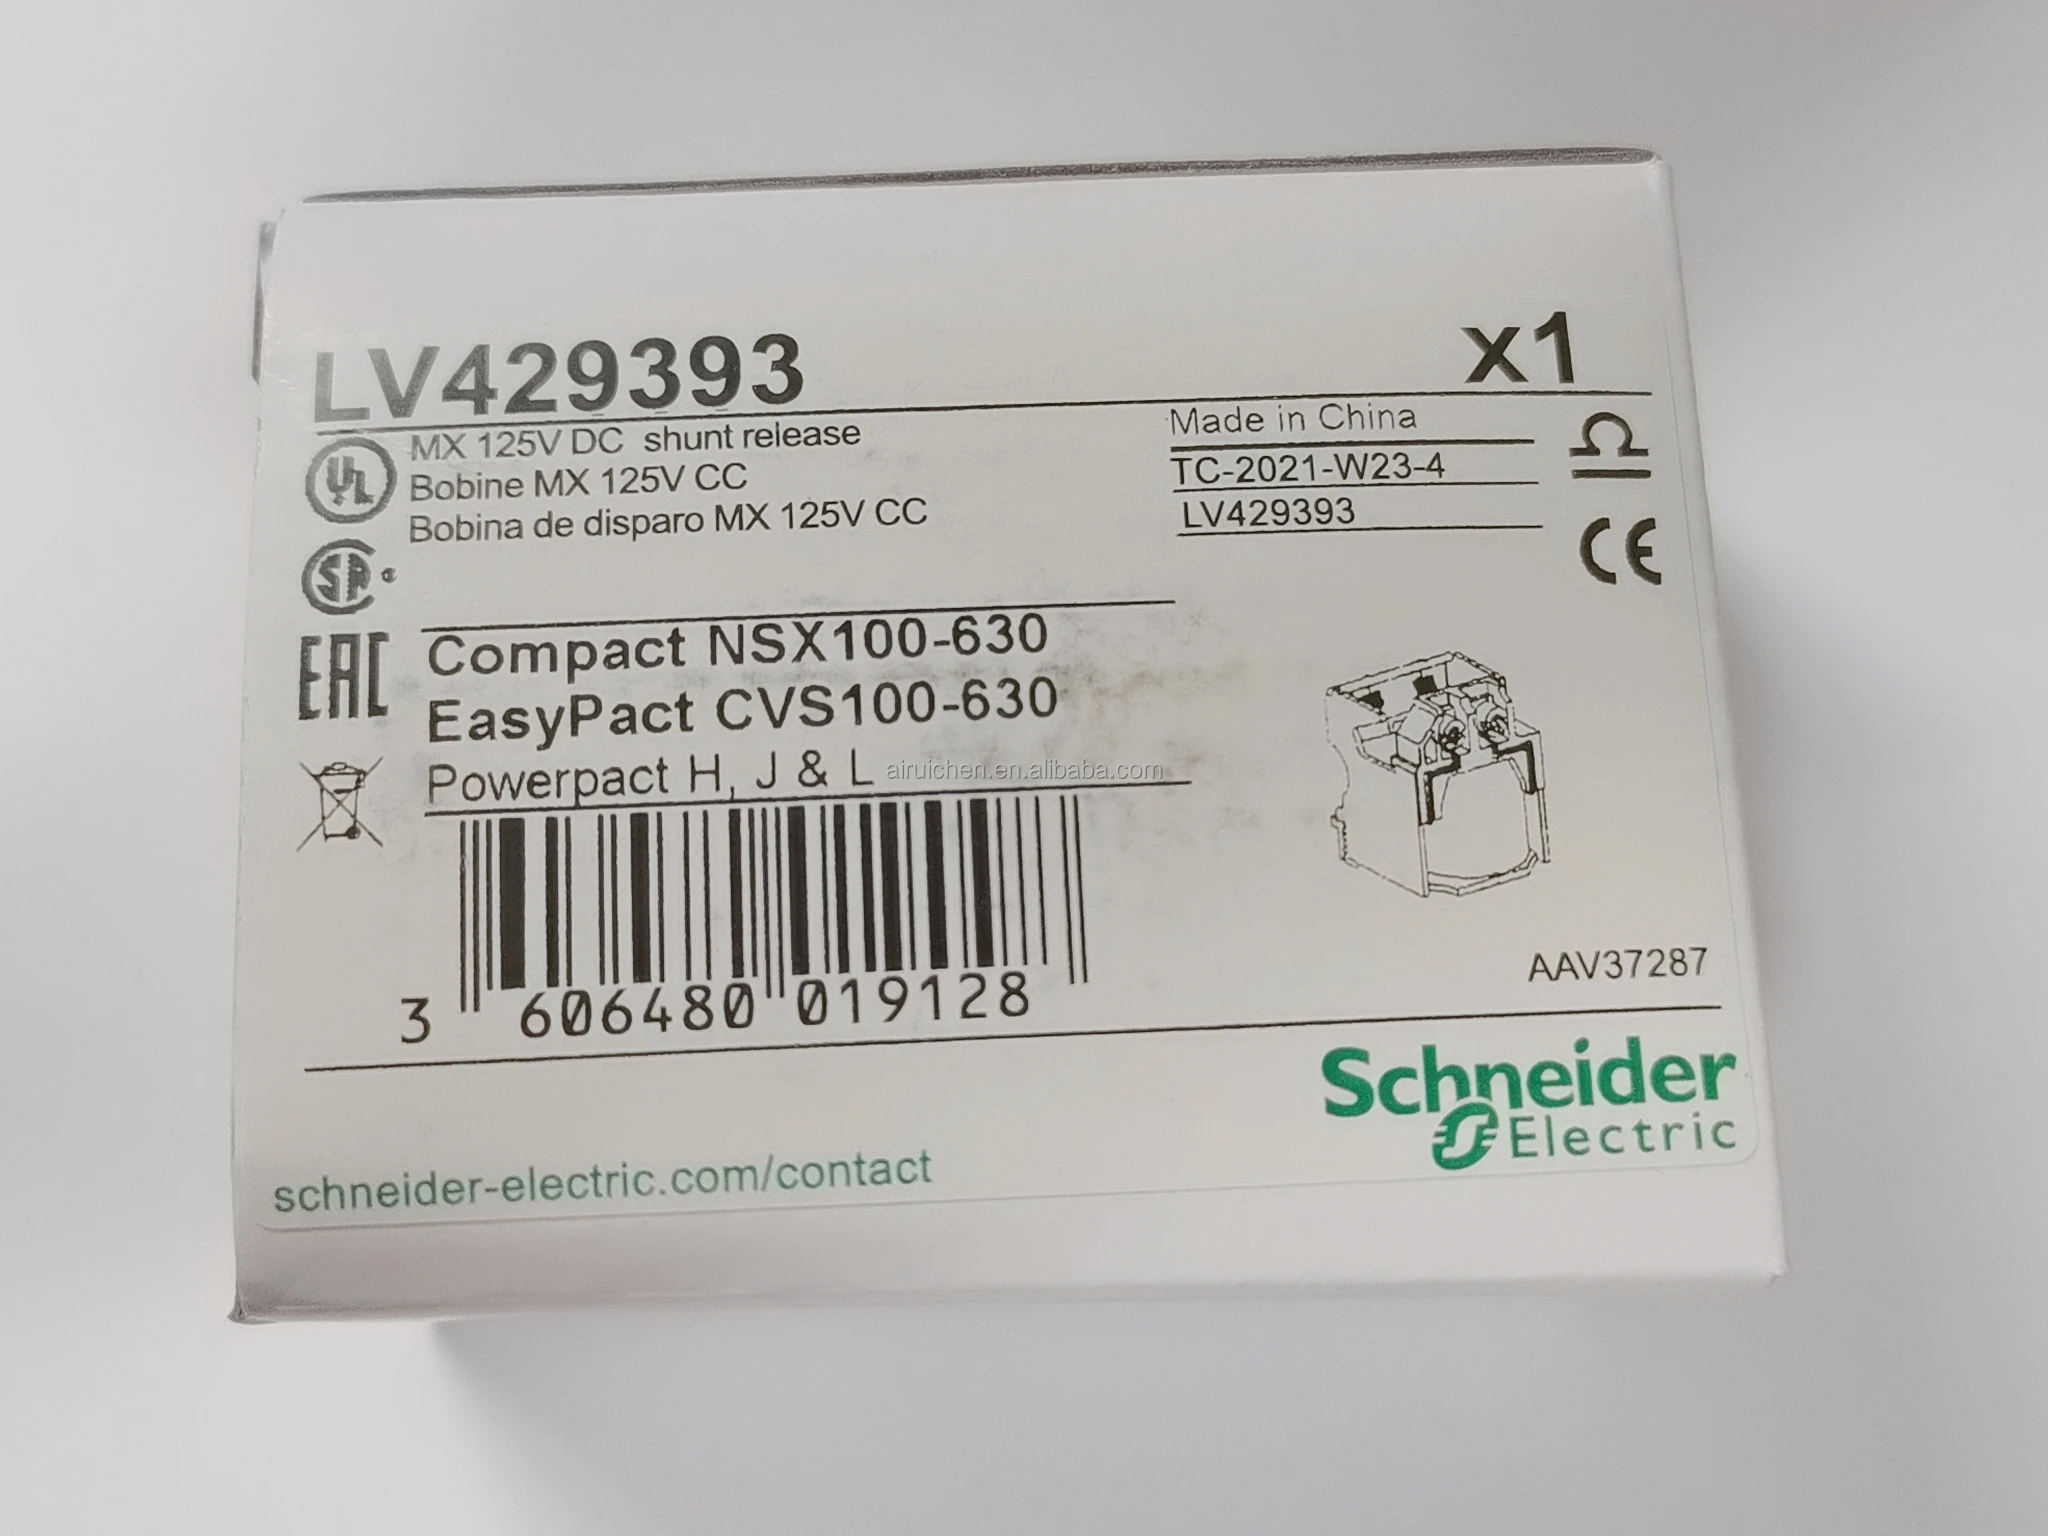 LV429393
x1
MX 125V DC shunt release
Bobine MX 125V CC
Bobina de disparo MX 125V CC
Made in China
TC-2021-W23-4
LV429393
UL
CE
EAC
Compact NSX100-630
EasyPact CVS100-630
Powerpact H, J & L
airuichen.en.alibaba.com
3 606480 019128
AAV37287
Schneider
Electric
schneider-electric.com/contact